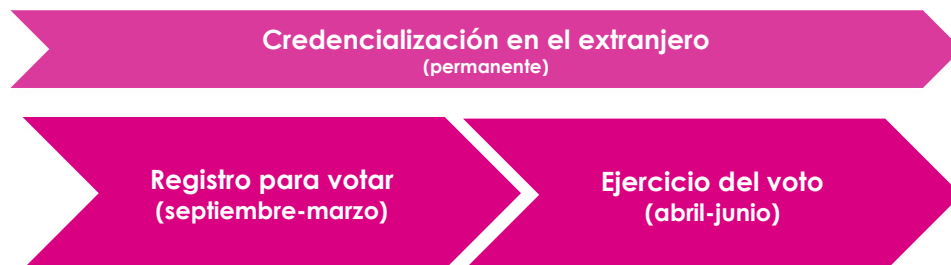 Credencialización en el extranjero
(permanente)
Registro para votar
(septiembre-marzo)
Ejercicio del voto
(abril-junio)